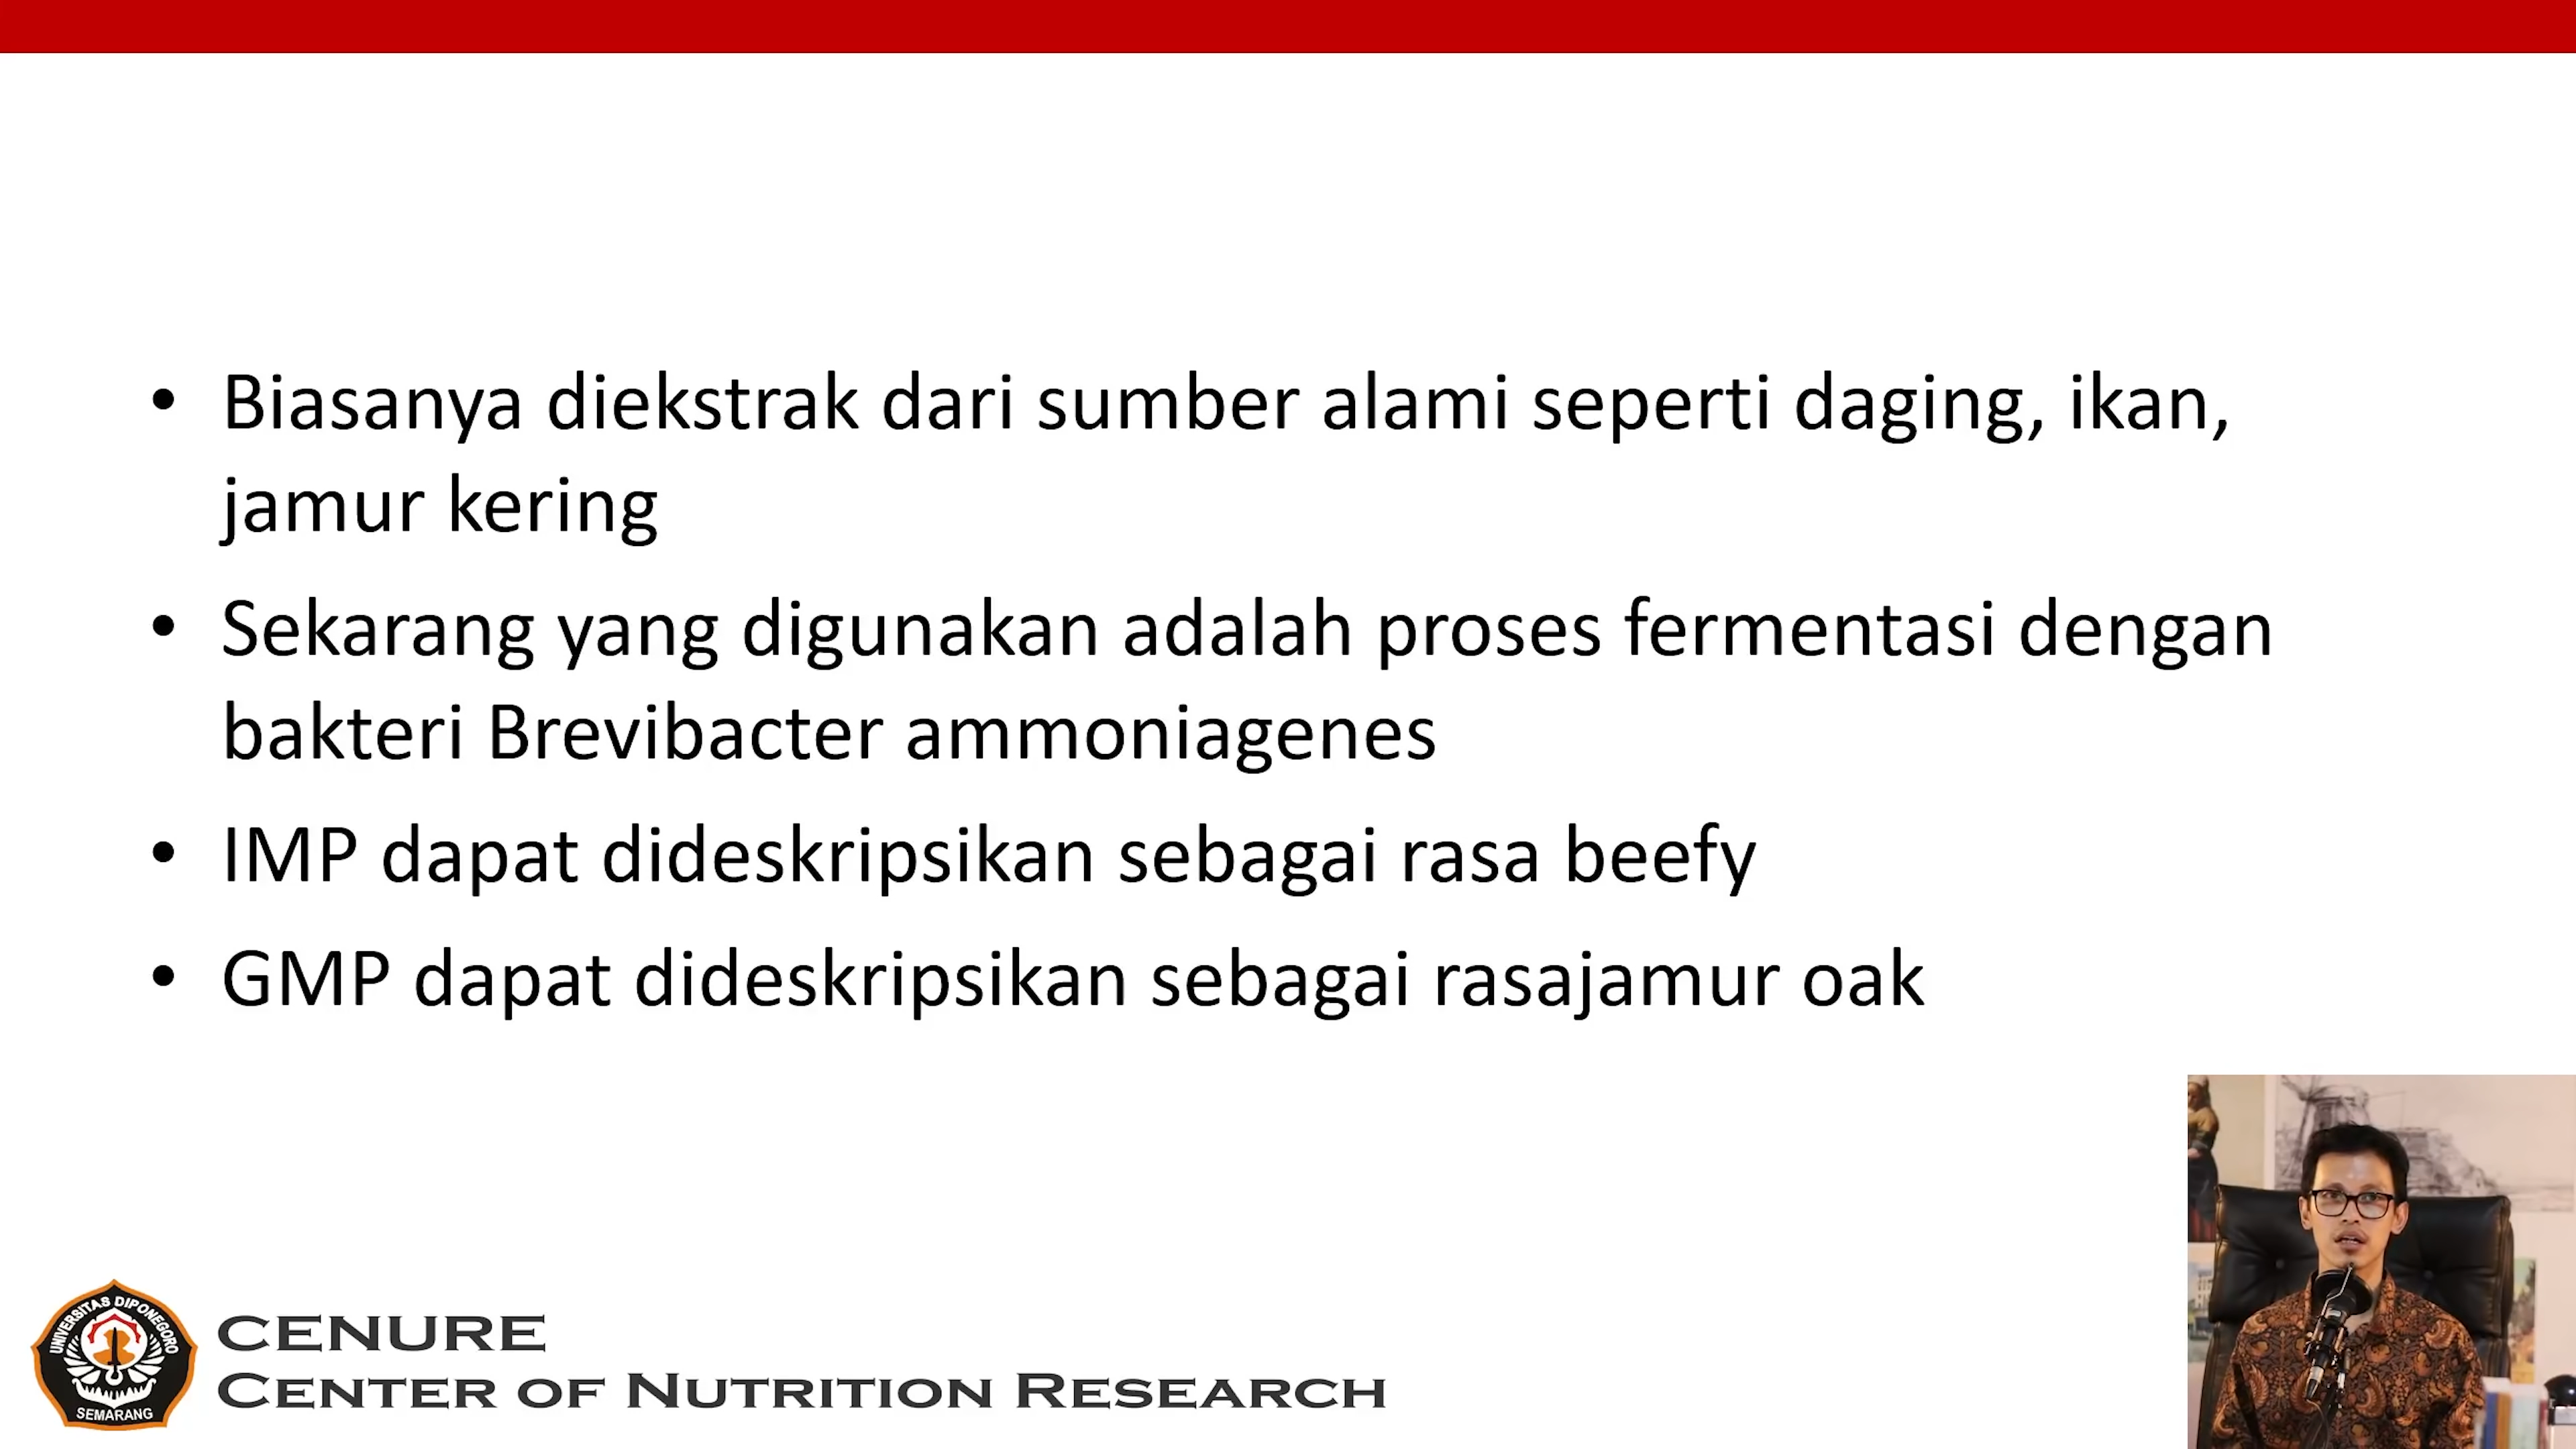 • Biasanya diekstrak dari sumber alami seperti daging, ikan,
jamur kering
• Sekarang yang digunakan adalah proses fermentasi dengan
bakteri Brevibacter ammoniagenes
• IMP dapat dideskripsikan sebagai rasa beefy
• GMP dapat dideskripsikan sebagai rasajamur oak
UNIVERSITAS DIPONEGORO
SEMARANG
CENURE
CENTER OF NUTRITION RESEARCH